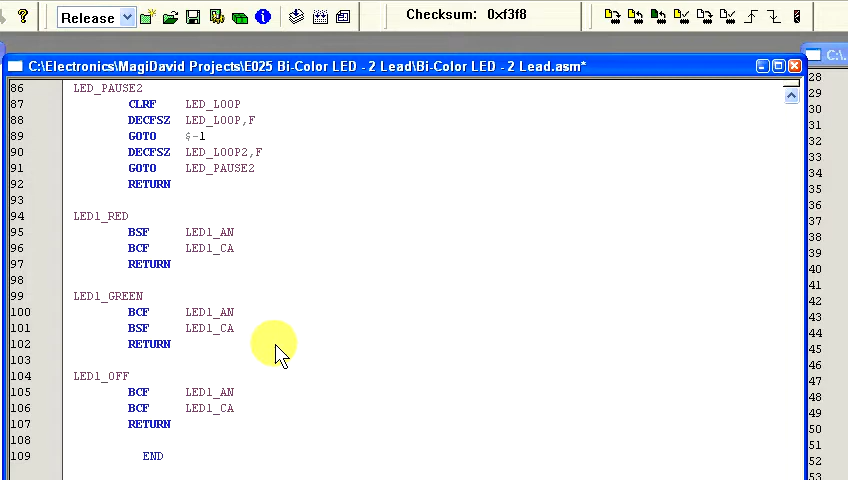 Release
Checksum: 0xf3f8
C:\Electronics\MagiDavid Projects\E025 Bi-Color LED - 2 Lead\Bi-Color LED - 2 Lead.asm*
C:\.
86 LED_PAUSE2
87 CLRF LED_LOOP
88 DECFSZ LED_LOOP,F
89 GOTO $-1
90 DECFSZ LED_LOOP2,F
91 GOTO LED_PAUSE2
92 RETURN
93
94 LED1_RED
95 BSF LED1_AN
96 BCF LED1_CA
97 RETURN
98
99 LED1_GREEN
100 BCF LED1_AN
101 BSF LED1_CA
102 RETURN
103
104 LED1_OFF
105 BCF LED1_AN
106 BCF LED1_CA
107 RETURN
108
109 END
28
29
30
31
32
33
34
35
36
37
38
39
40
41
42
43
44
45
46
47
48
49
50
51
52
53